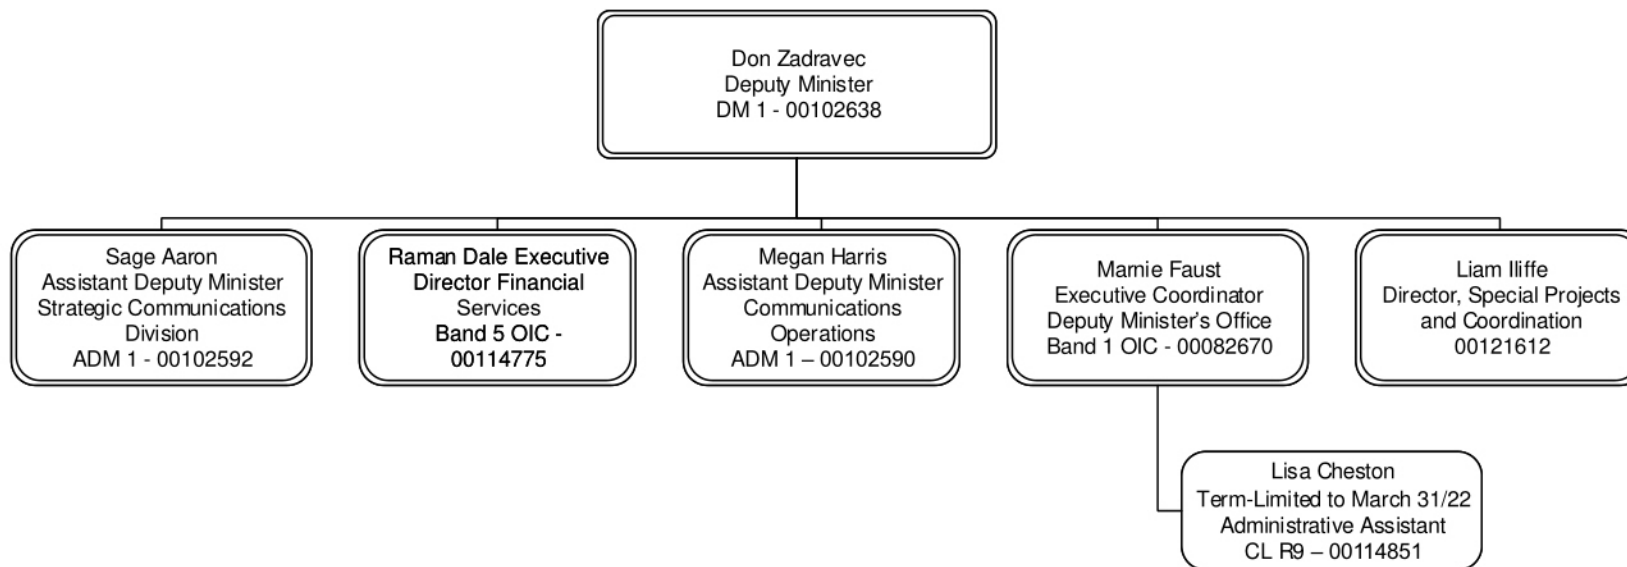 Don Zadravec
Deputy Minister
DM 1 - 00102638
Sage Aaron
Assistant Deputy Minister
Strategic Communications
Division
ADM 1 - 00102592
Raman Dale Executive
Director Financial
Services
Band 5 OIC -
00114775
Megan Harris
Assistant Deputy Minister
Communications
Operations
ADM 1 – 00102590
Marnie Faust
Executive Coordinator
Deputy Minister's Office
Band 1 OIC - 00082670
Liam Iliffe
Director, Special Projects
and Coordination
00121612
Lisa Cheston
Term-Limited to March 31/22
Administrative Assistant
CL R9 – 00114851